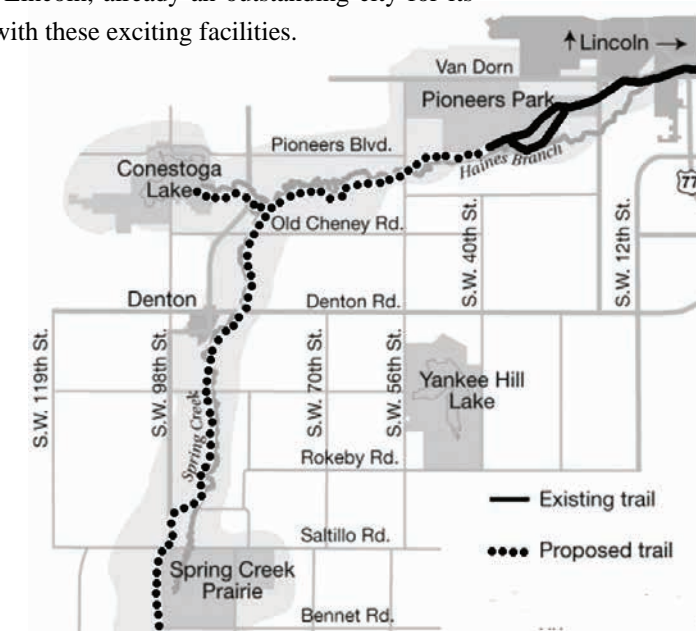 Lincoln, already an outstanding city for its
with these exciting facilities.
Lincoln
Van Dorn
Pioneers Park
Pioneers Blvd.
Haines Branch
Conestoga
Lake
77
Old Cheney Rd.
S.W. 40th St.
S.W. 12th St.
Denton
Denton Rd.
S.W. 119th St.
S.W. 98th St.
S.W. 70th St.
S.W. 56th St.
Yankee Hill
Lake
Spring Creek
Rokeby Rd.
Existing trail
Saltillo Rd.
Proposed trail
Spring Creek
Prairie
Bennet Rd.